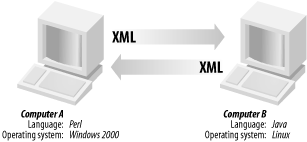 XML
XML
Computer A
Language: Perl
Operating system: Windows 2000
Computer B
Language: Java
Operating system: Linux